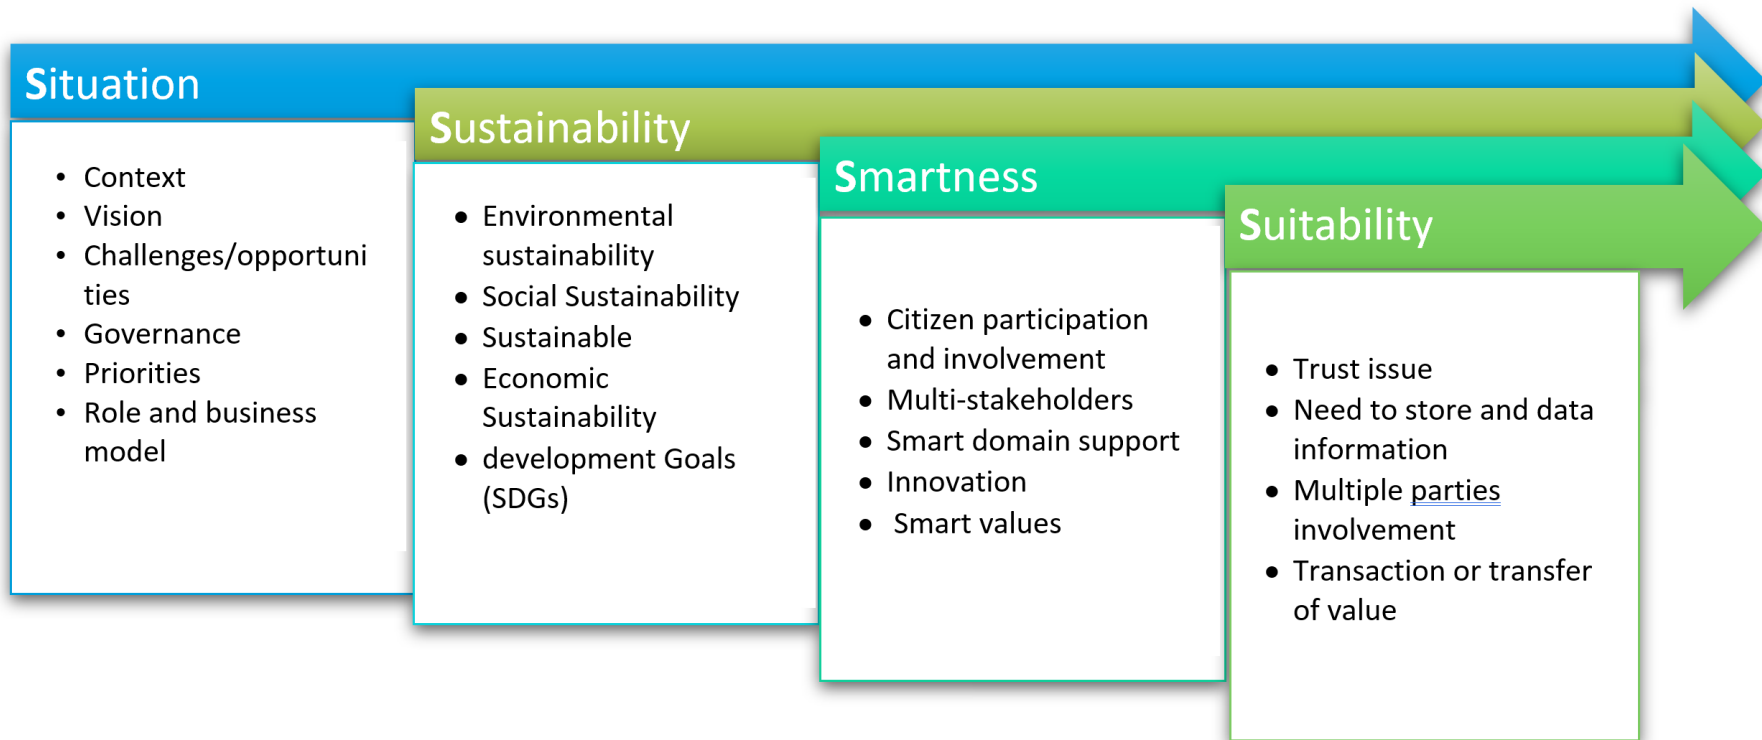 Situation
• Context
• Vision
• Challenges/opportuni
ties
• Governance
• Priorities
• Role and business
model
Sustainability
• Environmental
sustainability
• Social Sustainability
• Sustainable
• Economic
Sustainability
• development Goals
(SDGs)
Smartness
• Citizen participation
and involvement
• Multi-stakeholders
• Smart domain support
• Innovation
• Smart values
Suitability
• Trust issue
• Need to store and data
information
• Multiple parties
involvement
• Transaction or transfer
of value